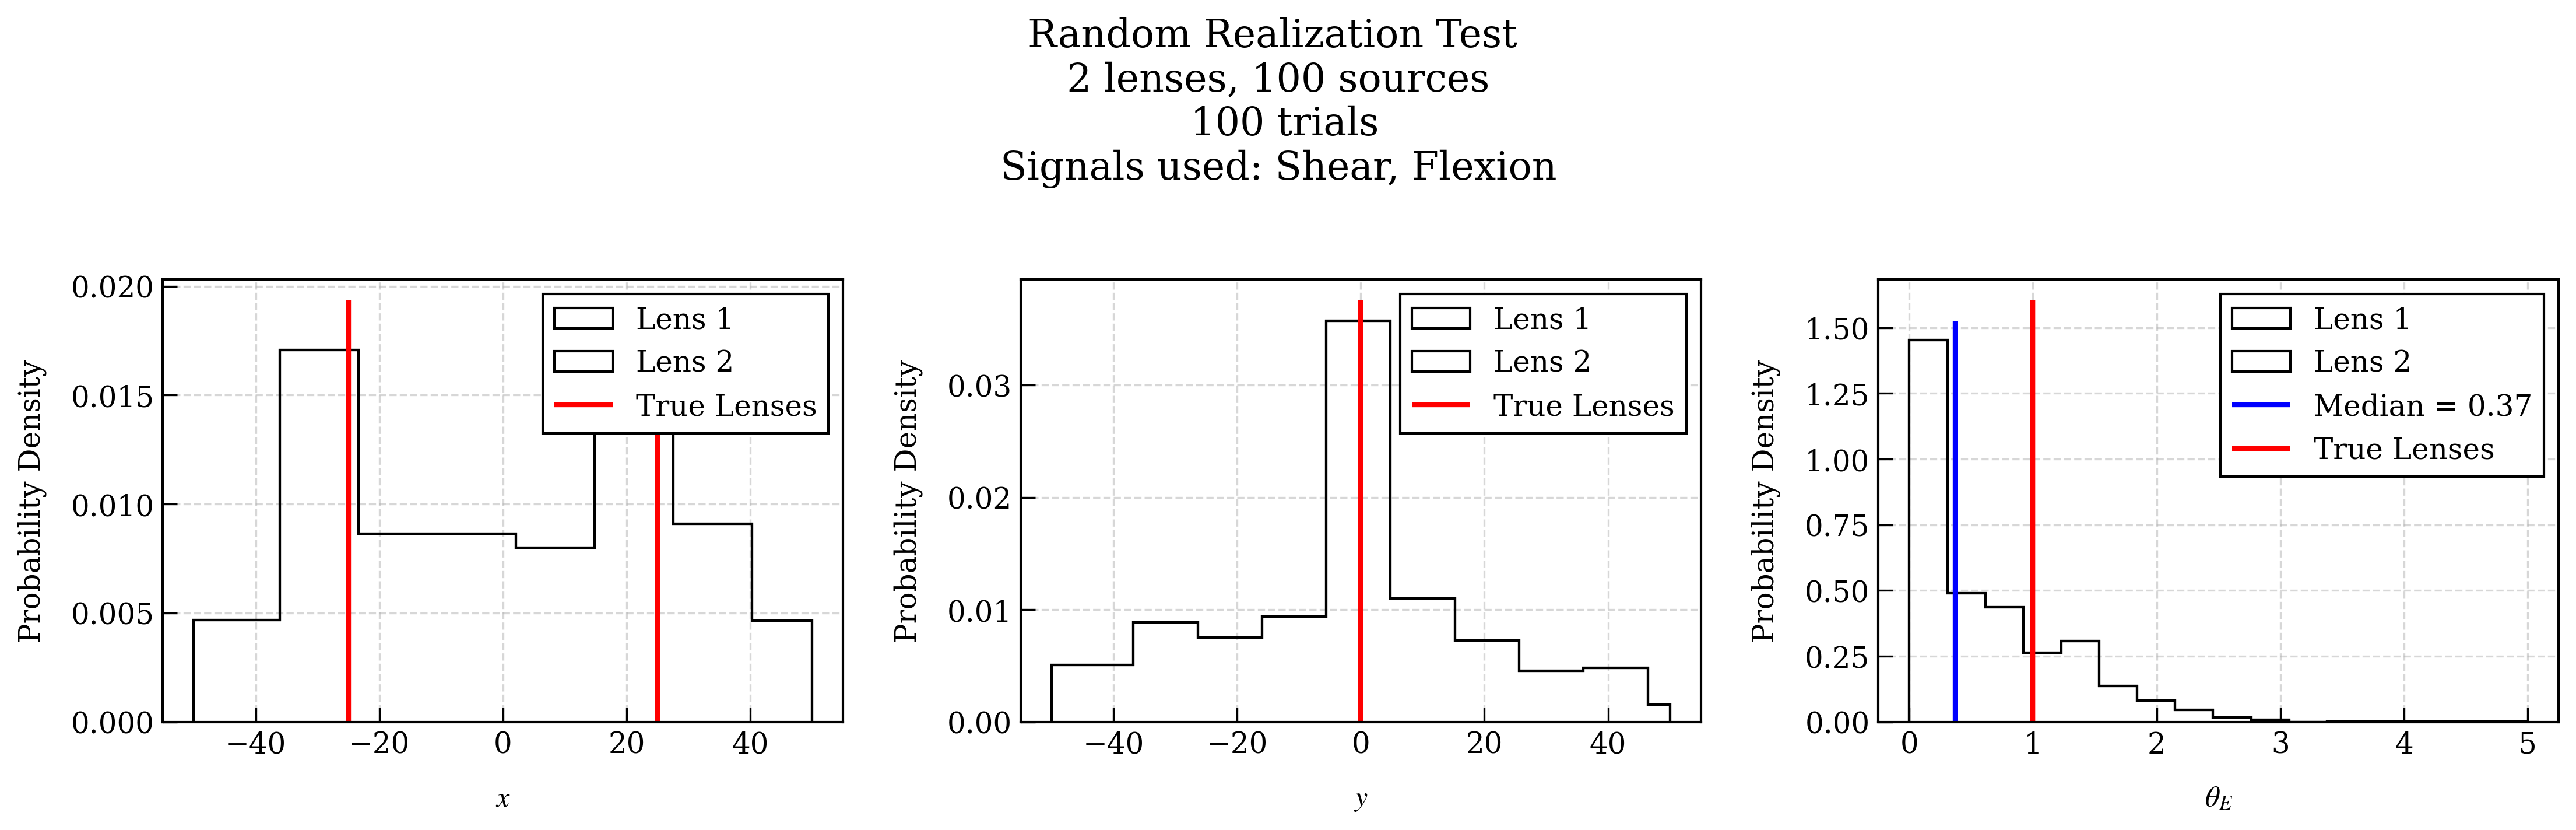 Random Realization Test
2 lenses, 100 sources
100 trials
Signals used: Shear, Flexion
Probability Density
0.020
0.015
0.010
0.005
0.000
−40
−20
0
20
40
x
Lens 1
Lens 2
True Lenses
Probability Density
0.03
0.02
0.01
0.00
−40
−20
0
20
40
y
Lens 1
Lens 2
True Lenses
Probability Density
1.50
1.25
1.00
0.75
0.50
0.25
0.00
0
1
2
3
4
5
θ_E
Lens 1
Lens 2
Median = 0.37
True Lenses